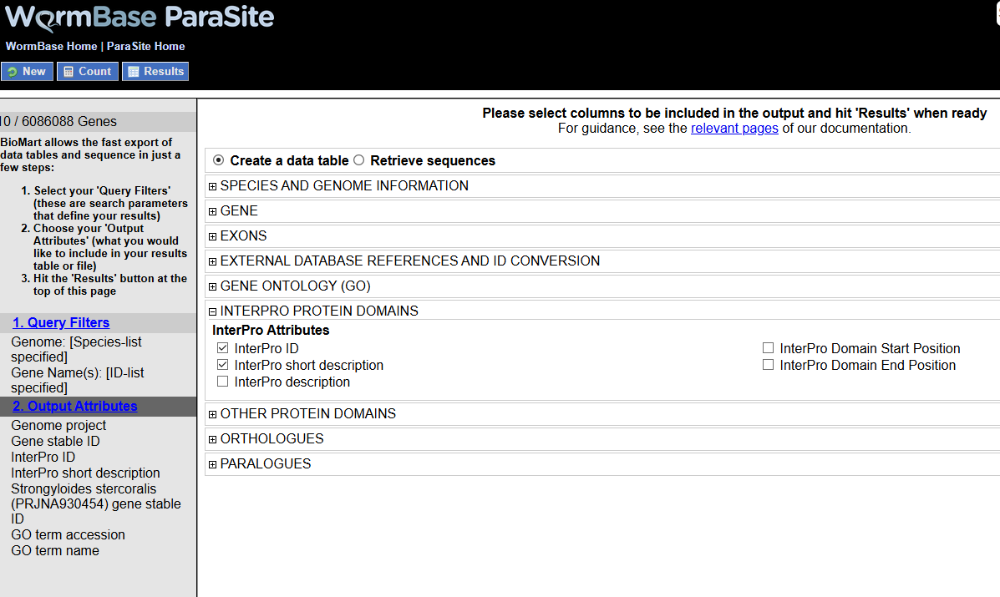 WormBase ParaSite
WormBase Home | ParaSite Home
New
Count
Results
10 / 6086088 Genes
BioMart allows the fast export of
data tables and sequence in just a
few steps:
1. Select your 'Query Filters'
(these are search parameters
that define your results)
2. Choose your 'Output
Attributes' (what you would
like to include in your results
table or file)
3. Hit the 'Results' button at the
top of this page
1. Query Filters
Genome: [Species-list
specified]
Gene Name(s): [ID-list
specified]
2. Output Attributes
Genome project
Gene stable ID
InterPro ID
InterPro short description
Strongyloides stercoralis
(PRJNA930454) gene stable
ID
GO term accession
GO term name
Please select columns to be included in the output and hit 'Results' when ready
For guidance, see the relevant pages of our documentation.
Create a data table Retrieve sequences
SPECIES AND GENOME INFORMATION
GENE
EXONS
EXTERNAL DATABASE REFERENCES AND ID CONVERSION
GENE ONTOLOGY (GO)
INTERPRO PROTEIN DOMAINS
InterPro Attributes
InterPro ID
InterPro short description
InterPro description
InterPro Domain Start Position
InterPro Domain End Position
OTHER PROTEIN DOMAINS
ORTHOLOGUES
PARALOGUES